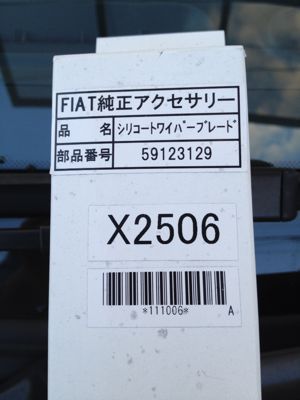 FIAT純正アクセサリー
品 名 シリコートワイパーブレード
部品番号 59123129
X2506
*111006* A